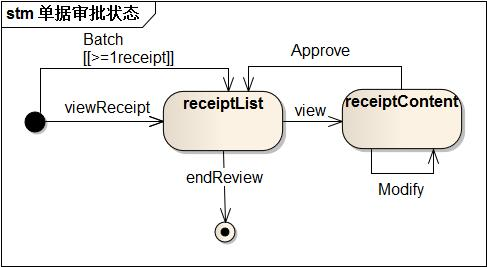 stm 单据审批状态
Batch
[[>=1receipt]]
Approve
viewReceipt
receiptList
view
receiptContent
endReview
Modify